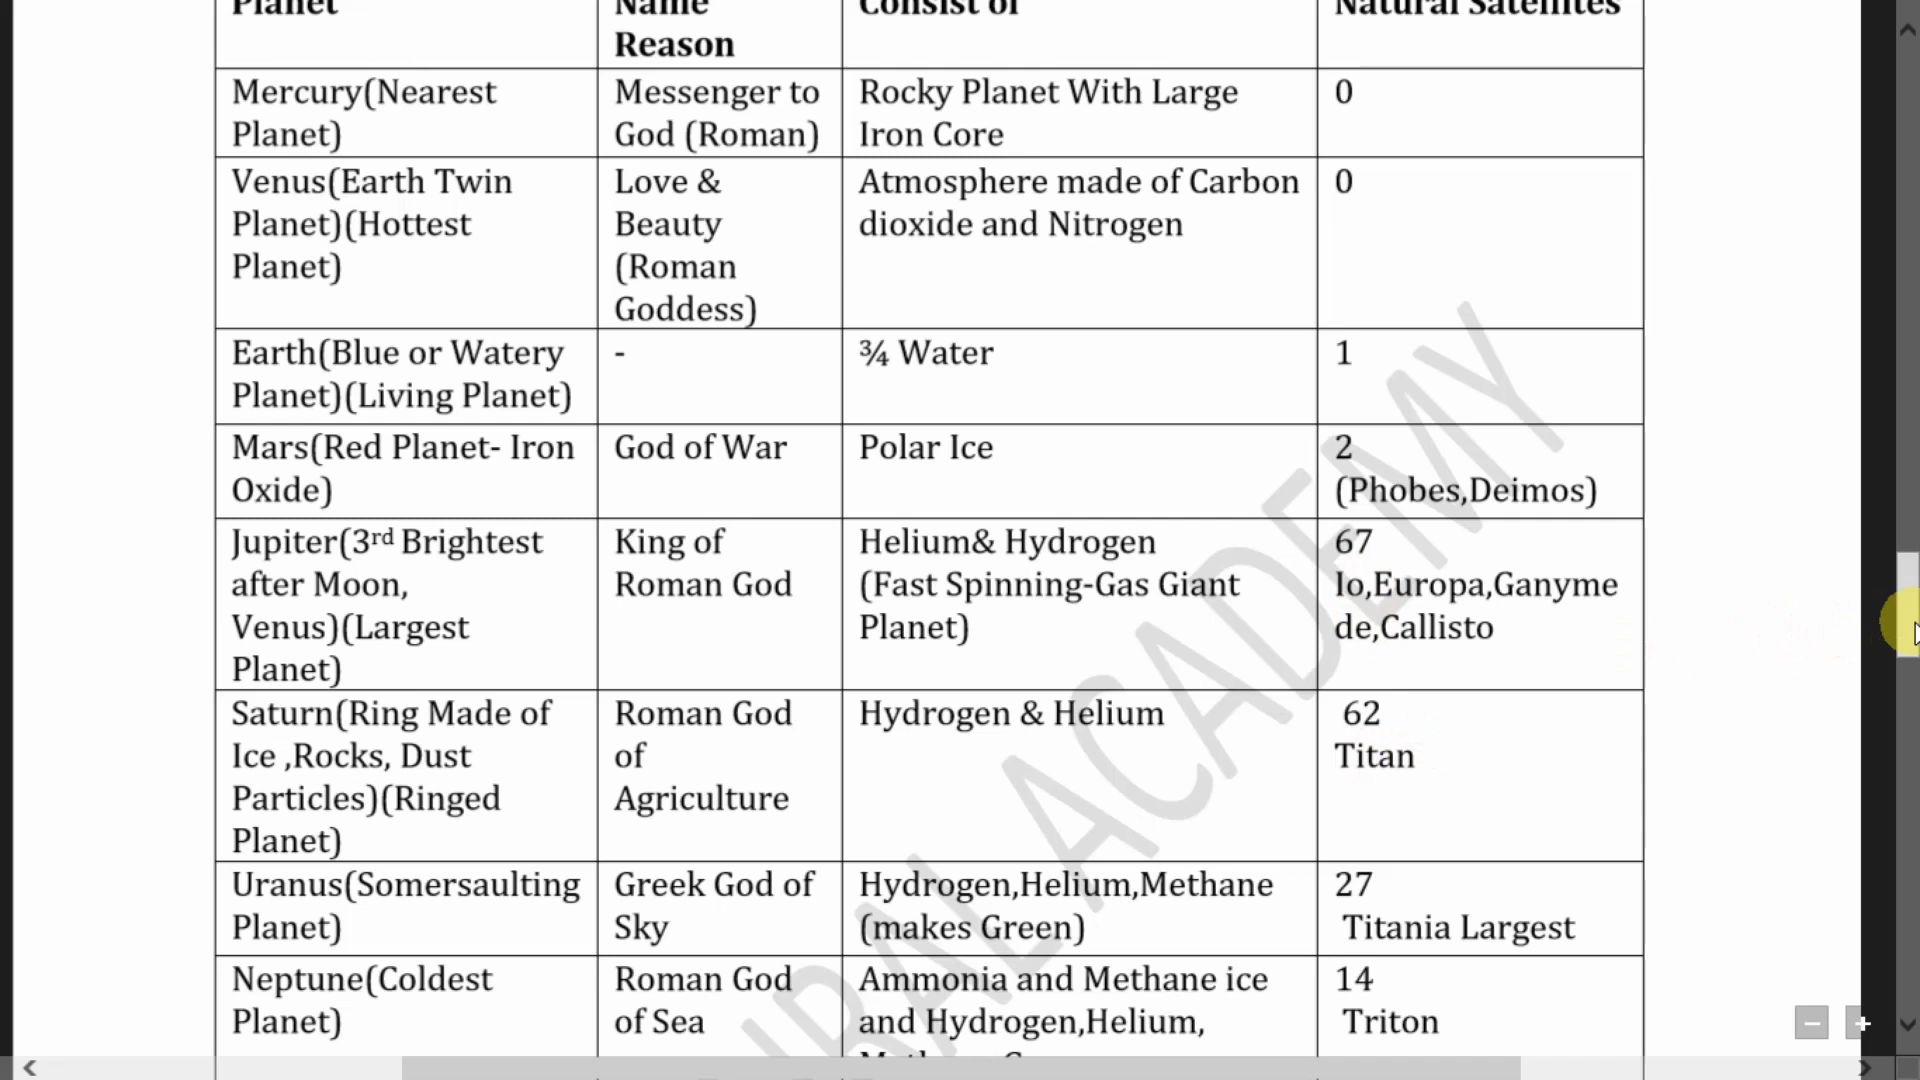 Planet Name Consist of Natural Satellites
Reason
Mercury(Nearest Messenger to Rocky Planet With Large 0
Planet) God (Roman) Iron Core
Venus(Earth Twin Love & Atmosphere made of Carbon 0
Planet)(Hottest Beauty dioxide and Nitrogen
Planet) (Roman
Goddess)
Earth(Blue or Watery - ¾ Water 1
Planet)(Living Planet)
Mars(Red Planet- Iron God of War Polar Ice 2
Oxide) (Phobes,Deimos)
Jupiter(3rd Brightest King of Helium& Hydrogen 67
after Moon, Roman God (Fast Spinning-Gas Giant Io,Europa,Ganyme
Venus)(Largest Planet) de,Callisto
Planet)
Saturn(Ring Made of Roman God Hydrogen & Helium 62
Ice ,Rocks, Dust of Titan
Particles)(Ringed Agriculture
Planet)
Uranus(Somersaulting Greek God of Hydrogen,Helium,Methane 27
Planet) Sky (makes Green) Titania Largest
Neptune(Coldest Roman God Ammonia and Methane ice 14
Planet) of Sea and Hydrogen,Helium, Triton
ACADEMY